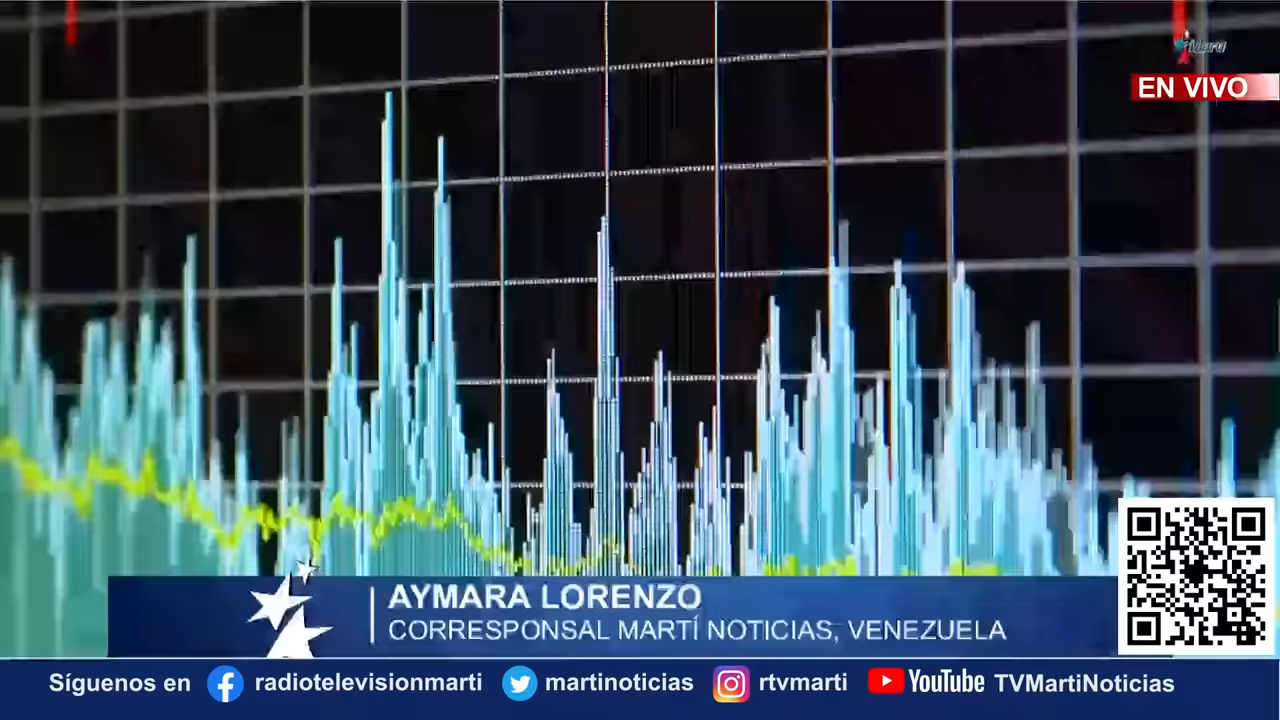 EN VIVO
AYMARA LORENZO
CORRESPONSAL MARTÍ NOTICIAS, VENEZUELA
Síguenos en radiotelevisionmarti martinoticias rtvmarti YouTube TVMartiNoticias